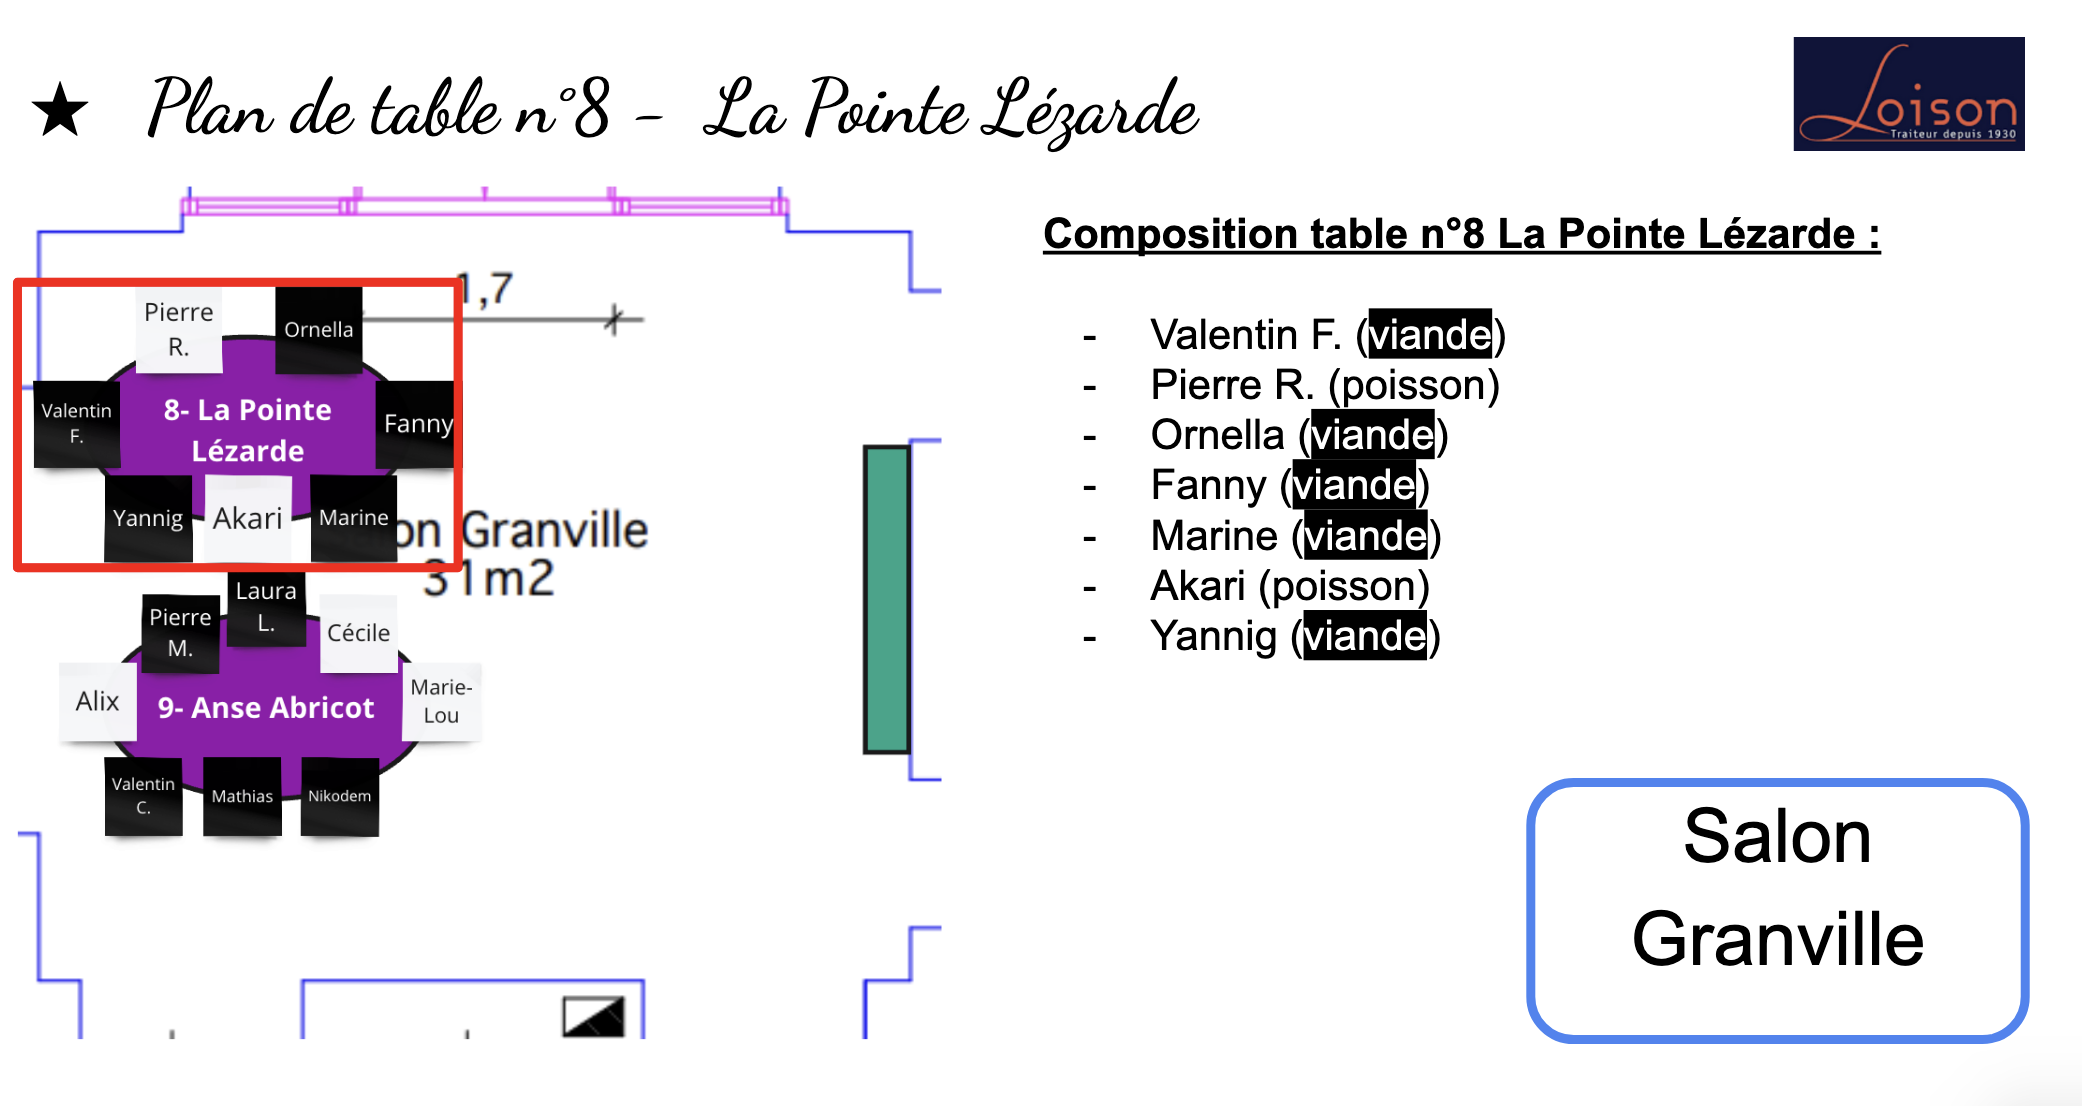 ★ Plan de table n°8 - La Pointe Lézarde
Loison
Traiteur depuis 1930
1,7
Pierre
R.
Ornella
Valentin
F.
8- La Pointe
Lézarde
Fanny
Yannig
Akari
Marine
on Granville
31m2
Laura
L.
Pierre
M.
Cécile
Alix
9- Anse Abricot
Marie-
Lou
Valentin
C.
Mathias
Nikodem
Composition table n°8 La Pointe Lézarde :
- Valentin F. (viande)
- Pierre R. (poisson)
- Ornella (viande)
- Fanny (viande)
- Marine (viande)
- Akari (poisson)
- Yannig (viande)
Salon
Granville